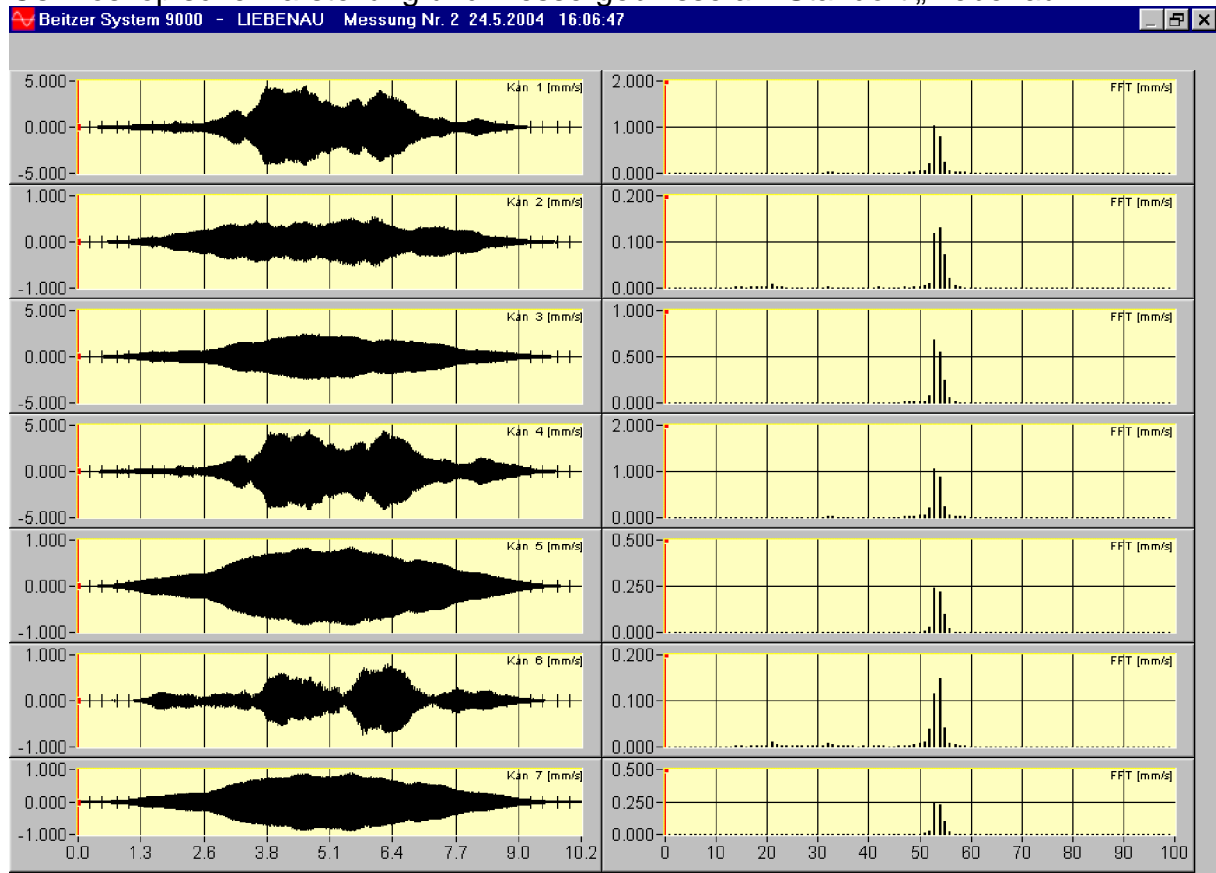 Beitzer System 9000 - LIEBENAU Messung Nr. 2 24.5.2004 16:06:47
5.000
0.000
-5.000
Kan 1 [mm/s]
2.000
1.000
0.000
FFT [mm/s]
1.000
0.000
-1.000
Kan 2 [mm/s]
0.200
0.100
0.000
FFT [mm/s]
5.000
0.000
-5.000
Kan 3 [mm/s]
1.000
0.500
0.000
FFT [mm/s]
5.000
0.000
-5.000
Kan 4 [mm/s]
2.000
1.000
0.000
FFT [mm/s]
1.000
0.000
-1.000
Kan 5 [mm/s]
0.500
0.250
0.000
FFT [mm/s]
1.000
0.000
-1.000
Kan 6 [mm/s]
0.200
0.100
0.000
FFT [mm/s]
1.000
0.000
-1.000
Kan 7 [mm/s]
0.500
0.250
0.000
FFT [mm/s]
0.0 1.3 2.6 3.8 5.1 6.4 7.7 9.0 10.2
0 10 20 30 40 50 60 70 80 90 100